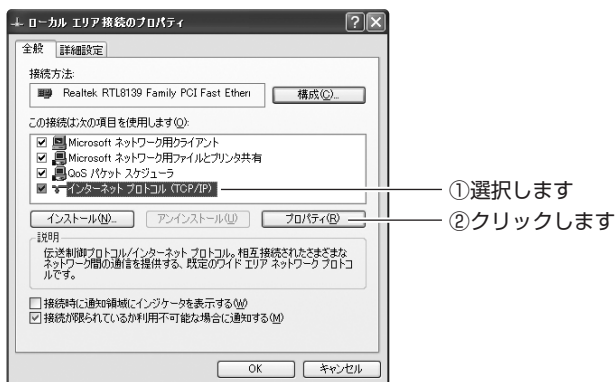 ローカル エリア接続のプロパティ
全般 詳細設定
接続方法:
Realtek RTL8139 Family PCI Fast Ethern 構成(C)...
この接続は次の項目を使用します(O):
Microsoft ネットワーク用クライアント
Microsoft ネットワーク用ファイルとプリンタ共有
QoS パケット スケジューラ
インターネット プロトコル (TCP/IP) ①選択します
インストール(N)... アンインストール(U) プロパティ(R) ②クリックします
説明
伝送制御プロトコル/インターネット プロトコル。相互接続されたさまざまな
ネットワーク間の通信を提供する、既定のワイド エリア ネットワーク プロトコ
ルです。
接続時に通知領域にインジケータを表示する(W)
接続が限られているか利用不可能な場合に通知する(M)
OK キャンセル